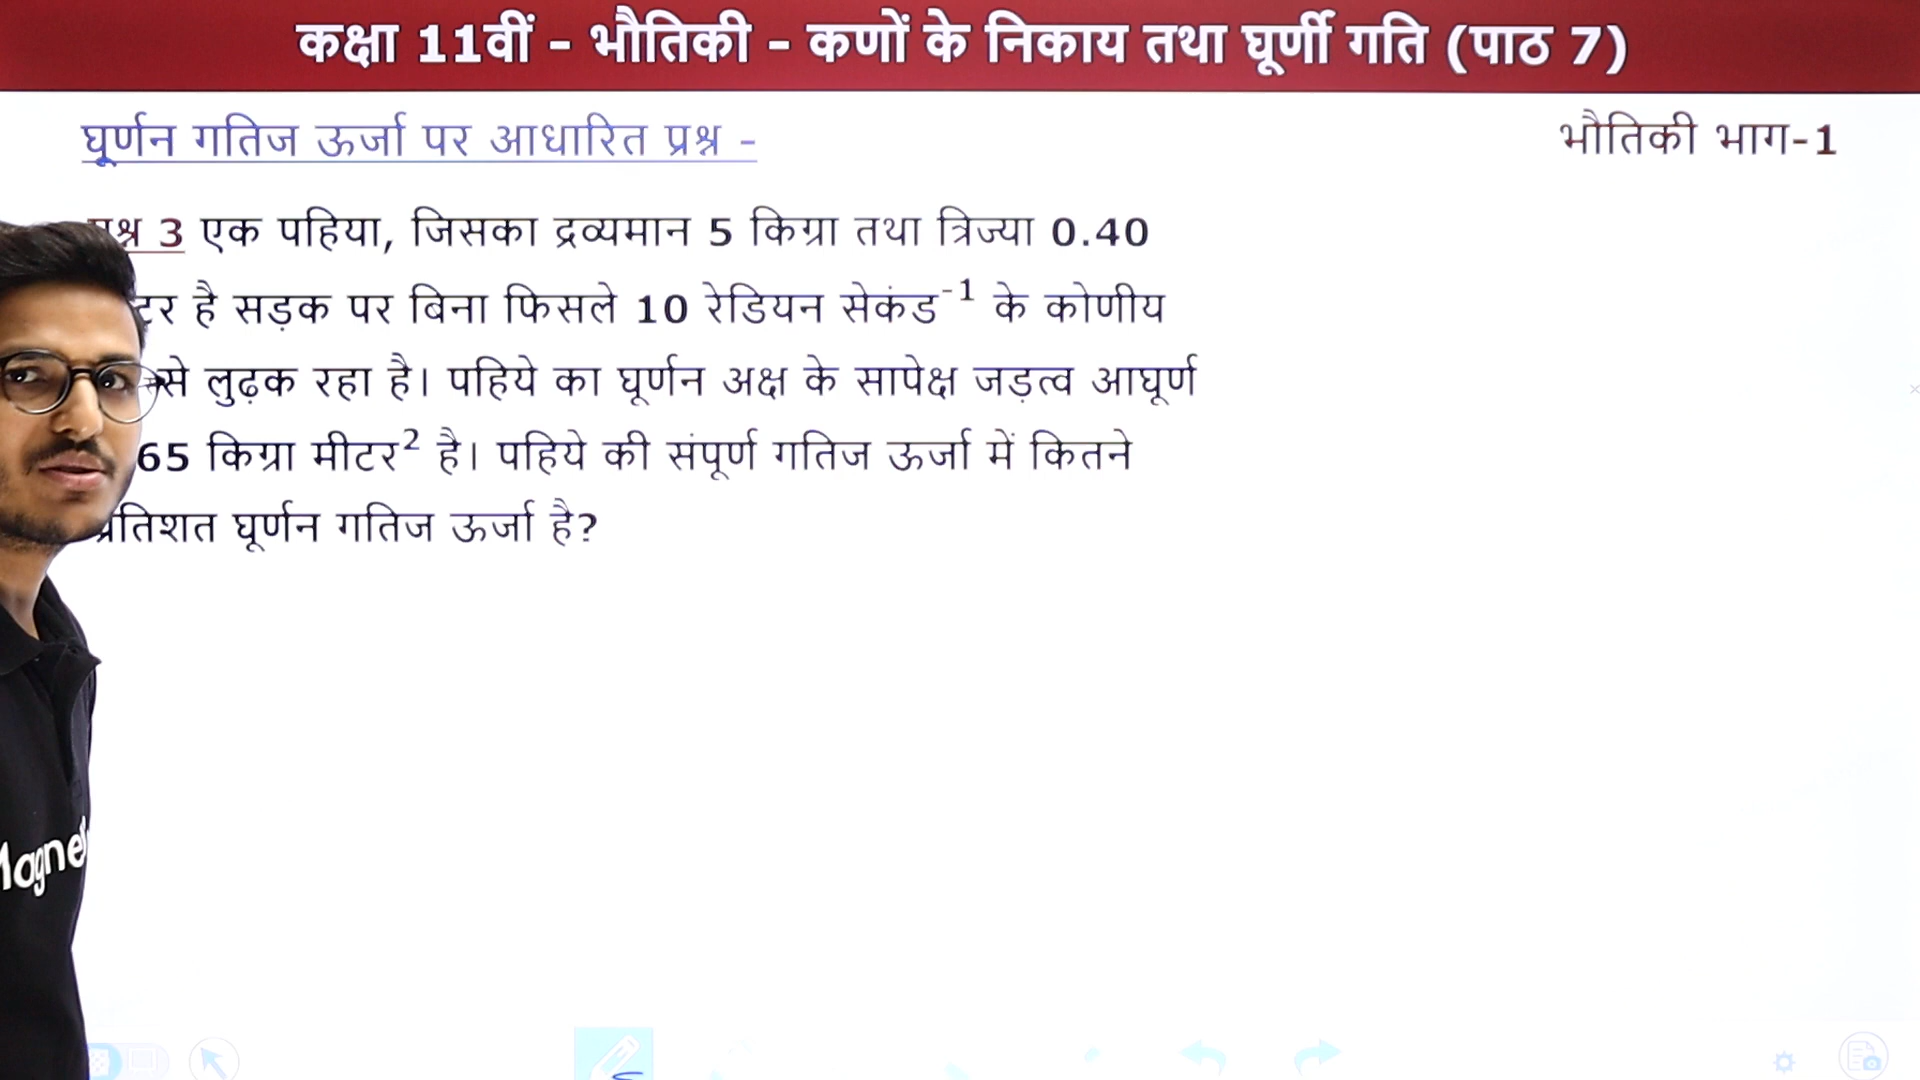 कक्षा 11वीं - भौतिकी - कणों के निकाय तथा घूर्णी गति (पाठ 7)
घूर्णन गतिज ऊर्जा पर आधारित प्रश्न -
भौतिकी भाग-1
3 एक पहिया, जिसका द्रव्यमान 5 किग्रा तथा त्रिज्या 0.40
है सड़क पर बिना फिसले 10 रेडियन सेकंड⁻¹ के कोणीय
से लुढ़क रहा है। पहिये का घूर्णन अक्ष के सापेक्ष जड़त्व आघूर्ण
65 किग्रा मीटर² है। पहिये की संपूर्ण गतिज ऊर्जा में कितने
प्रतिशत घूर्णन गतिज ऊर्जा है?